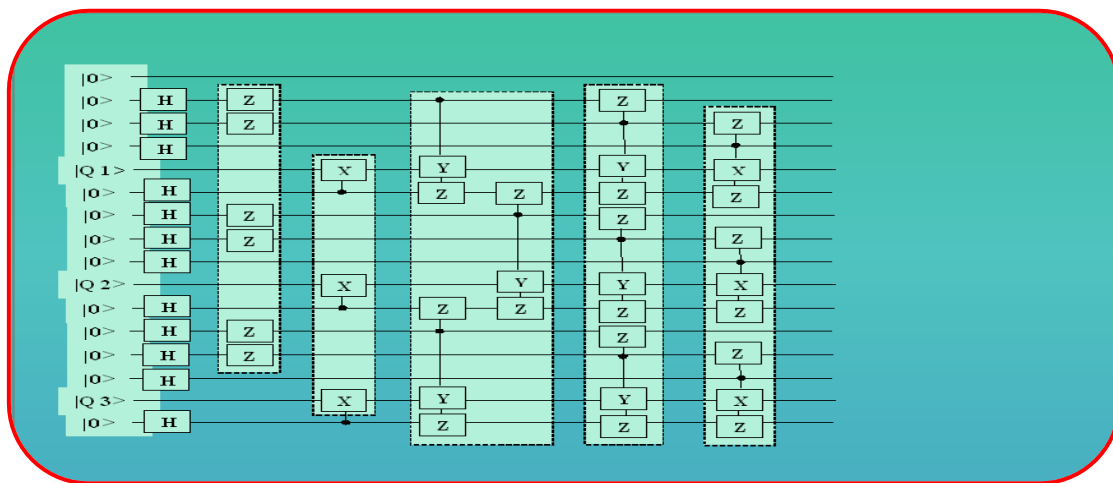 |0>
|0> H Z Z
|0> H Z Z
|0> H
|Q 1> X Y Y X
|0> H Z Z Z Z
|0> H Z Z
|0> H Z Z
|0> H
|Q 2> X Y Y X
|0> H Z Z Z Z
|0> H Z Z
|0> H Z Z
|0> H
|Q 3> X Y Y X
|0> H Z Z Z